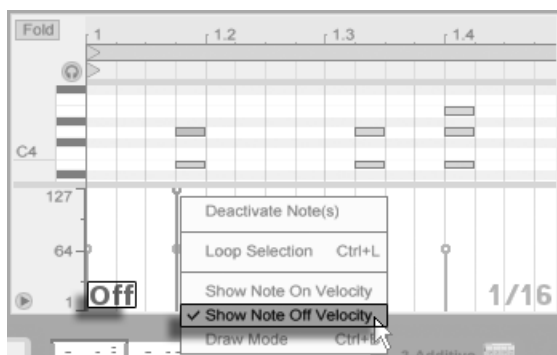 Fold
1 1.2 1.3 1.4
C4
127
Deactivate Note(s)
64
Loop Selection Ctrl+L
Show Note On Velocity
1 Off 1/16
✓ Show Note Off Velocity
Draw Mode